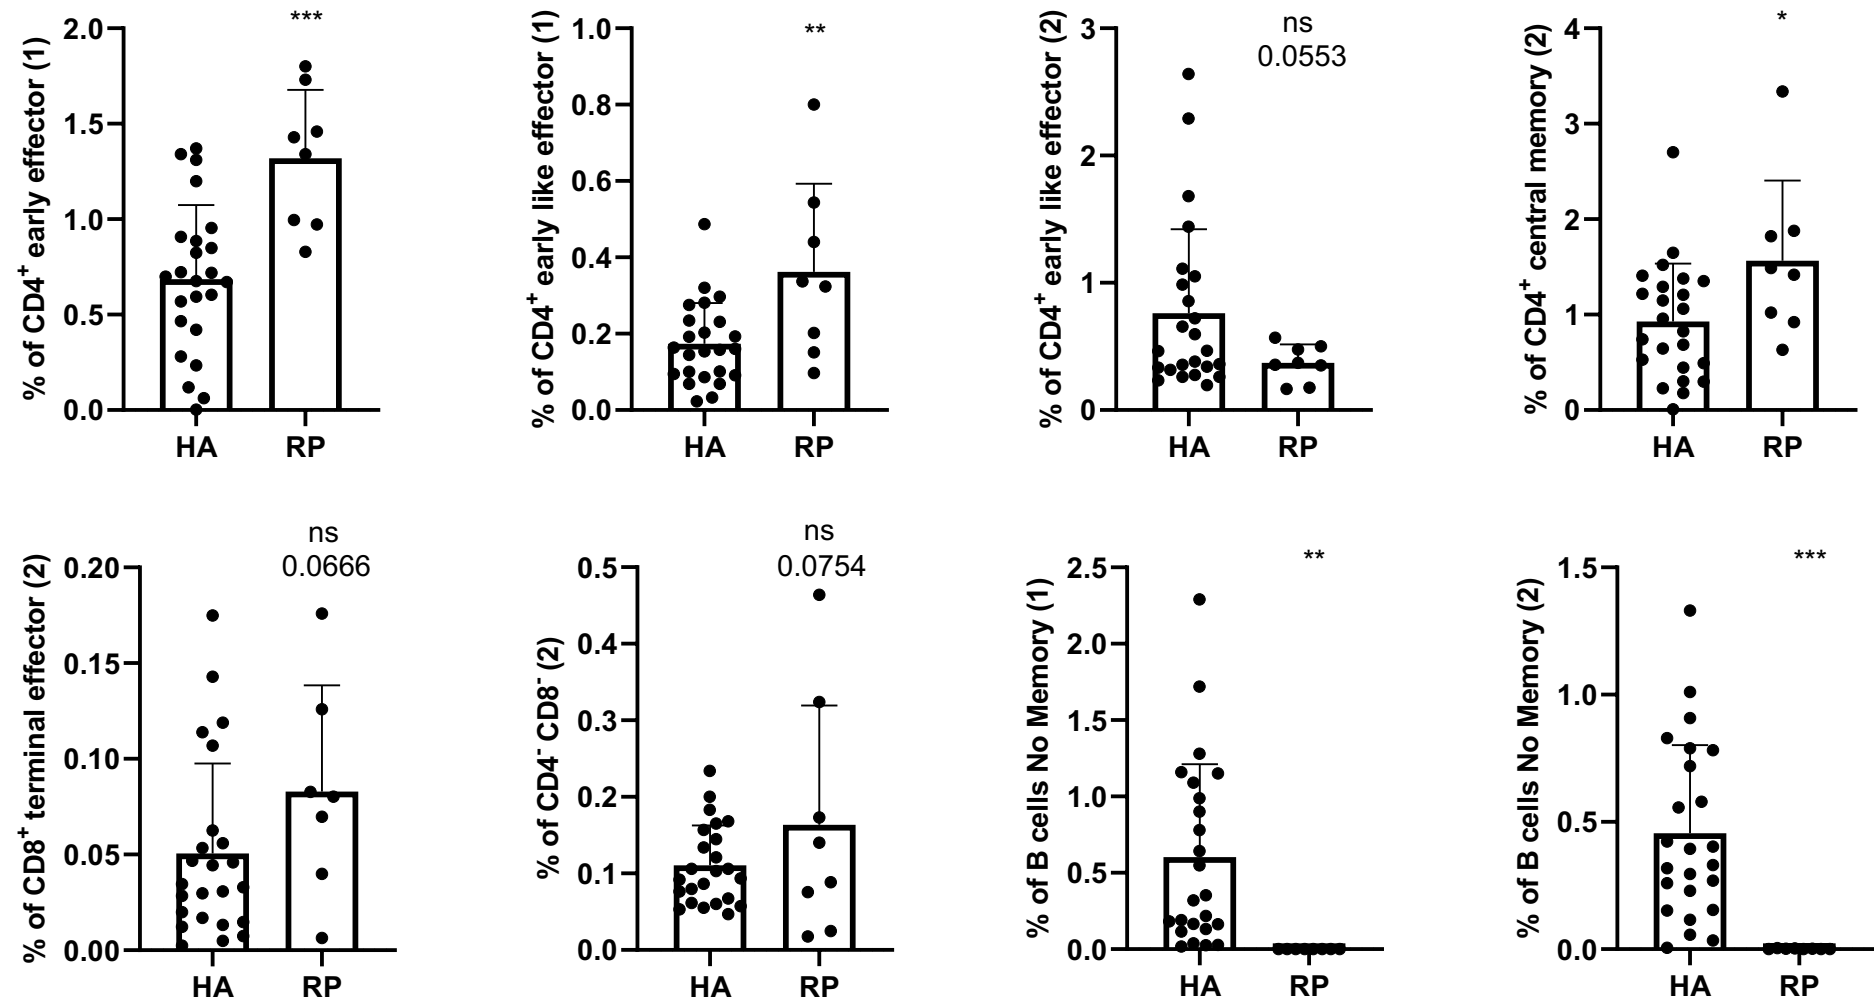 % of CD4⁺ early effector (1)
2.0
1.5
1.0
0.5
0.0
***
HA RP
% of CD4⁺ early like effector (1)
1.0
0.8
0.6
0.4
0.2
0.0
**
HA RP
% of CD4⁺ early like effector (2)
3
2
1
0
ns
0.0553
HA RP
% of CD4⁺ central memory (2)
4
3
2
1
0
*
HA RP
% of CD8⁺ terminal effector (2)
0.20
0.15
0.10
0.05
0.00
ns
0.0666
HA RP
% of CD4⁻ CD8⁻ (2)
0.5
0.4
0.3
0.2
0.1
0.0
ns
0.0754
HA RP
% of B cells No Memory (1)
2.5
2.0
1.5
1.0
0.5
0.0
**
HA RP
% of B cells No Memory (2)
1.5
1.0
0.5
0.0
***
HA RP